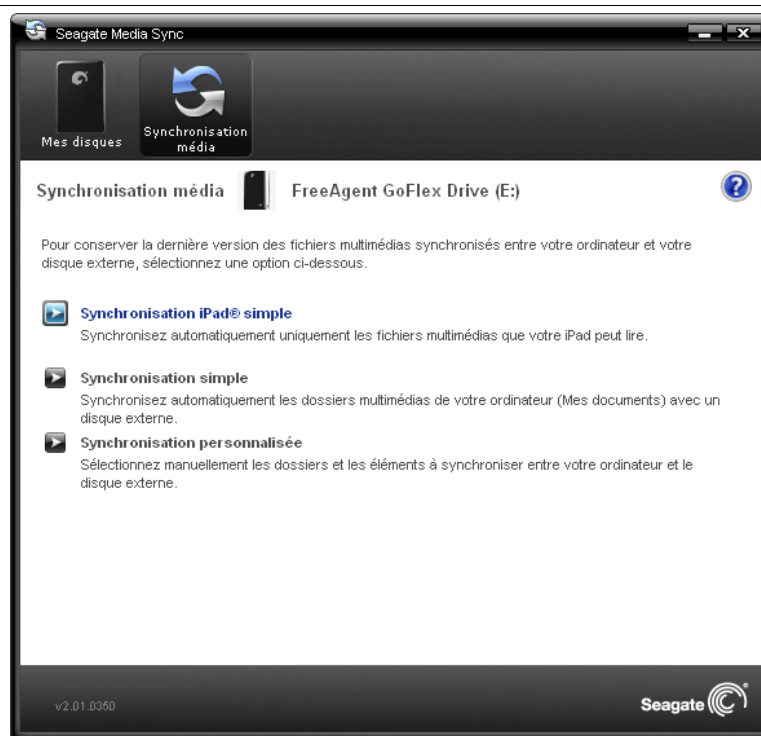 Seagate Media Sync
Mes disques
Synchronisation
média
Synchronisation média FreeAgent GoFlex Drive (E:)
Pour conserver la dernière version des fichiers multimédias synchronisés entre votre ordinateur et votre
disque externe, sélectionnez une option ci-dessous.
Synchronisation iPad® simple
Synchronisez automatiquement uniquement les fichiers multimédias que votre iPad peut lire.
Synchronisation simple
Synchronisez automatiquement les dossiers multimédias de votre ordinateur (Mes documents) avec un
disque externe.
Synchronisation personnalisée
Sélectionnez manuellement les dossiers et les éléments à synchroniser entre votre ordinateur et le
disque externe.
v2.01.0350
Seagate